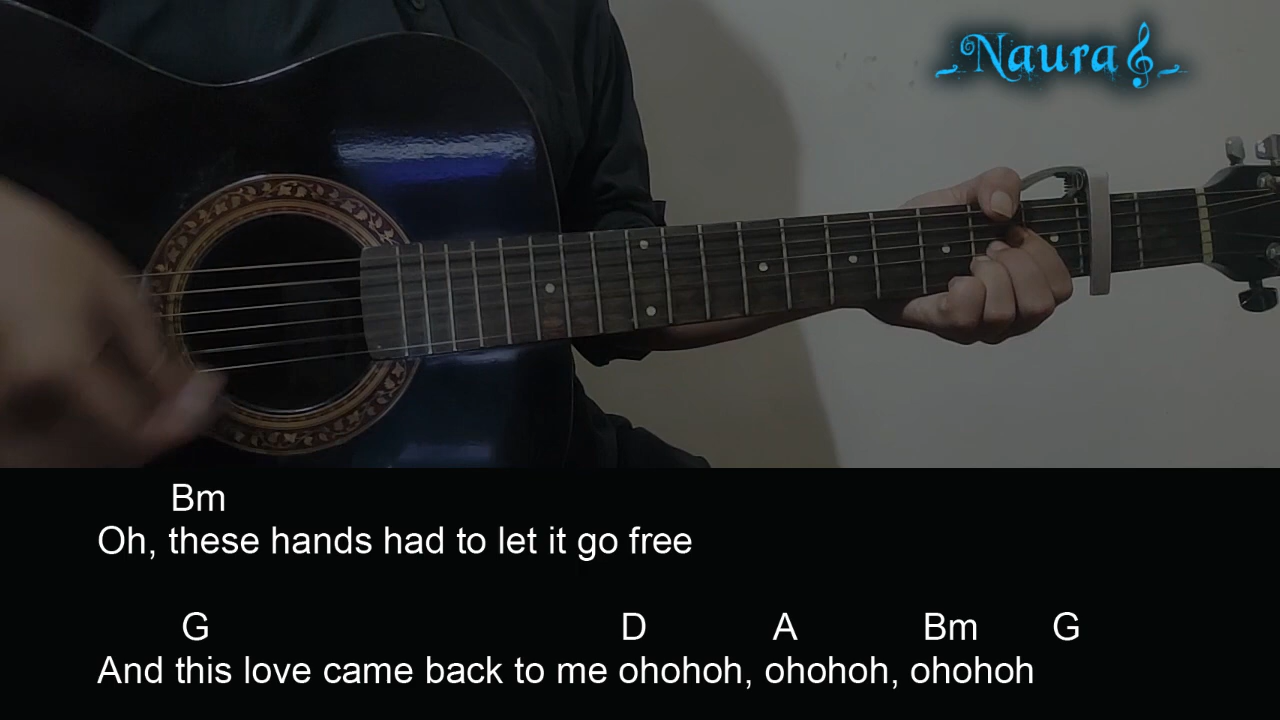 Naura
Bm
Oh, these hands had to let it go free
G D A Bm G
And this love came back to me ohohoh, ohohoh, ohohoh